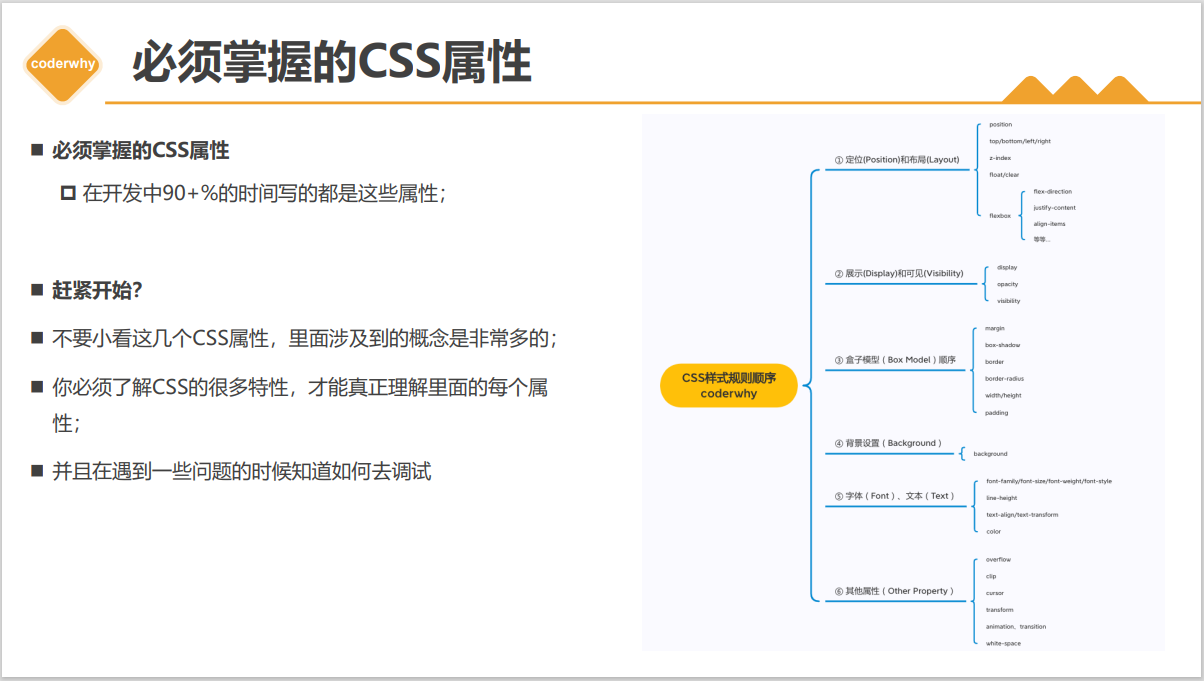 coderwhy
必须掌握的CSS属性
必须掌握的CSS属性
在开发中90+%的时间写的都是这些属性；
赶紧开始？
不要小看这几个CSS属性，里面涉及到的概念是非常多的；
你必须了解CSS的很多特性，才能真正理解里面的每个属
性；
并且在遇到一些问题的时候知道如何去调试
CSS样式规则顺序
coderwhy
① 定位(Position)和布局(Layout)
position
top/bottom/left/right
z-index
float/clear
flexbox
flex-direction
justify-content
align-items
等等...
② 展示(Display)和可见(Visibility)
display
opacity
visibility
③ 盒子模型（Box Model）顺序
margin
box-shadow
border
border-radius
width/height
padding
④ 背景设置（Background）
background
⑤ 字体（Font）、文本（Text）
font-family/font-size/font-weight/font-style
line-height
text-align/text-transform
color
⑥ 其他属性（Other Property）
overflow
clip
cursor
transform
animation、transition
white-space